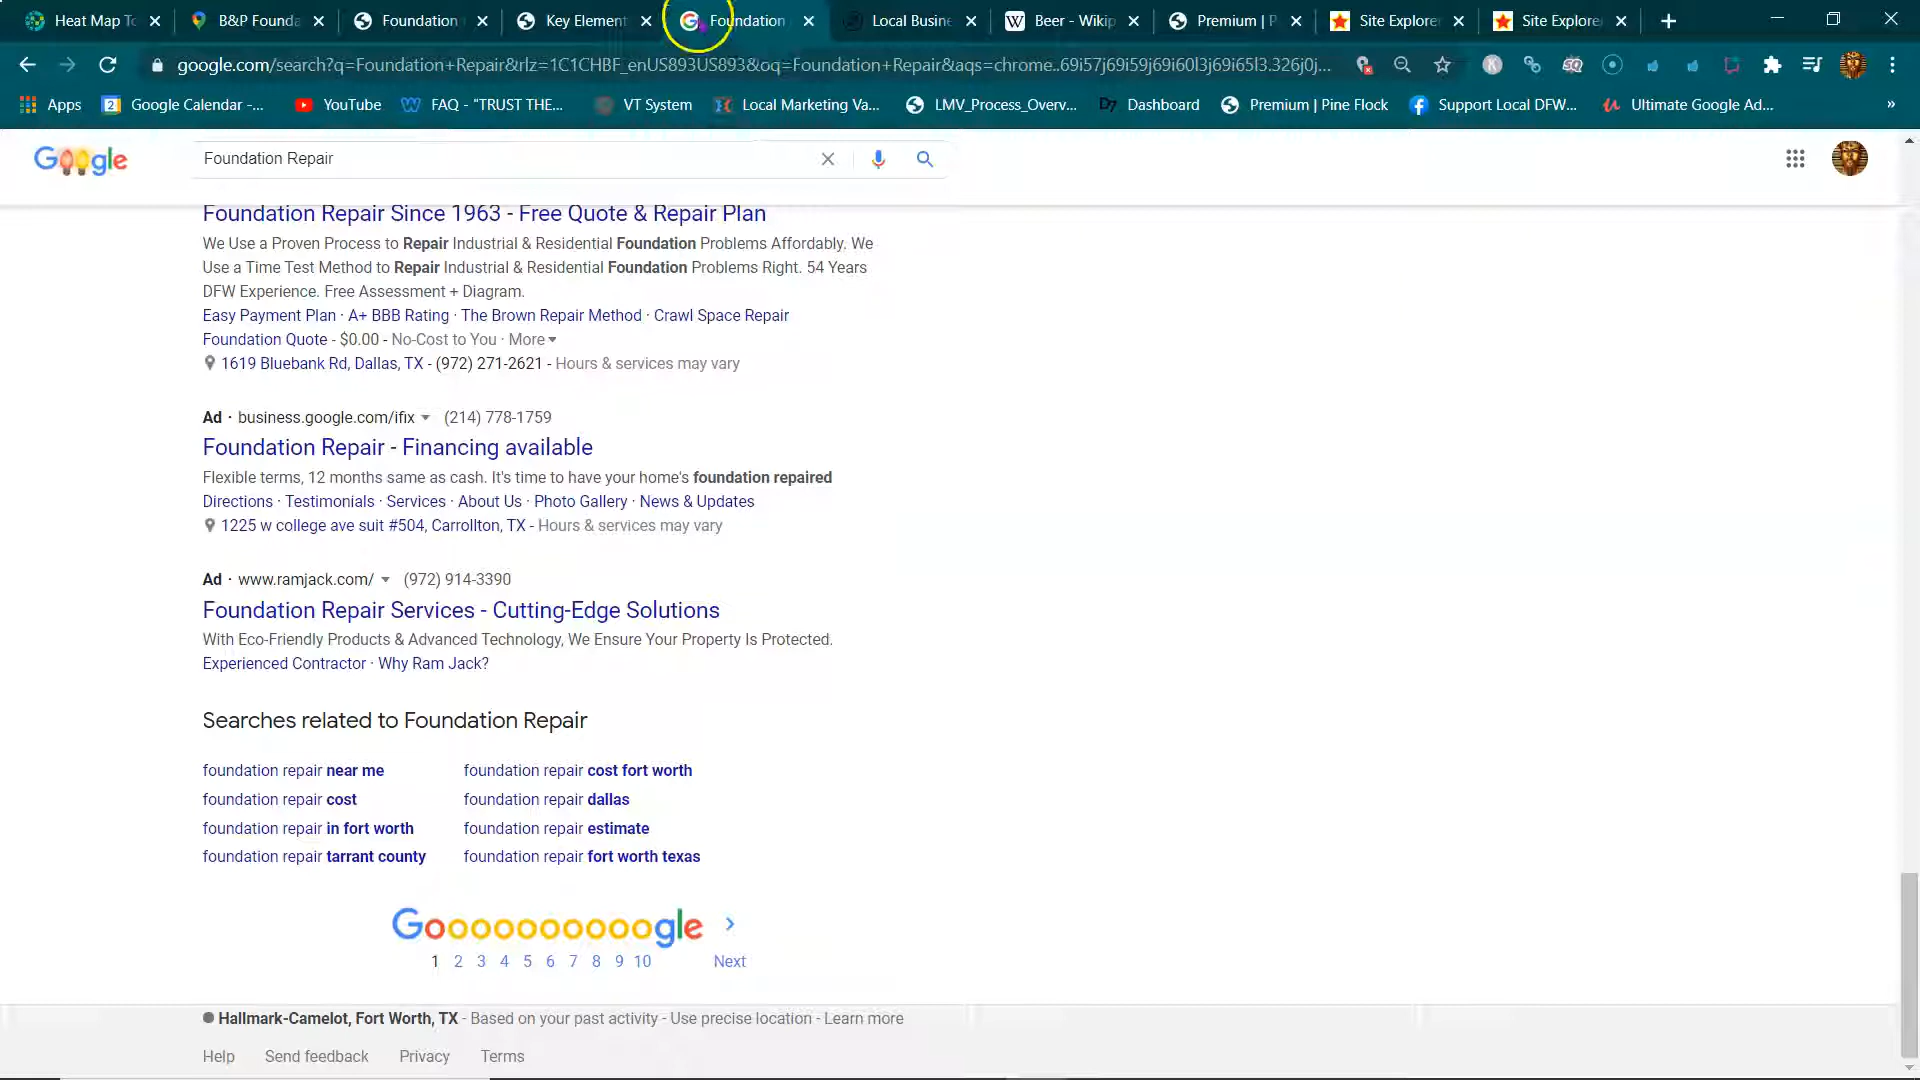 Heat Map To
B&P Founda
Foundation
Key Element
Foundation
Local Busine
Beer - Wikip
Premium | P
Site Explorer
Site Explorer
google.com/search?q=Foundation+Repair&rlz=1C1CHBF_enUS893US893&oq=Foundation+Repair&aqs=chrome..69i57j69i59j69i60l3j69i65l3.326j0j...
Apps
2 Google Calendar -...
YouTube
FAQ - "TRUST THE...
VT System
Local Marketing Va...
LMV_Process_Overv...
Dashboard
Premium | Pine Flock
Support Local DFW...
Ultimate Google Ad...
»
Google
Foundation Repair
Foundation Repair Since 1963 - Free Quote & Repair Plan
We Use a Proven Process to Repair Industrial & Residential Foundation Problems Affordably. We
Use a Time Test Method to Repair Industrial & Residential Foundation Problems Right. 54 Years
DFW Experience. Free Assessment + Diagram.
Easy Payment Plan · A+ BBB Rating · The Brown Repair Method · Crawl Space Repair
Foundation Quote - $0.00 - No-Cost to You · More
1619 Bluebank Rd, Dallas, TX - (972) 271-2621 - Hours & services may vary
Ad · business.google.com/ifix (214) 778-1759
Foundation Repair - Financing available
Flexible terms, 12 months same as cash. It's time to have your home's foundation repaired
Directions · Testimonials · Services · About Us · Photo Gallery · News & Updates
1225 w college ave suit #504, Carrollton, TX - Hours & services may vary
Ad · www.ramjack.com/ (972) 914-3390
Foundation Repair Services - Cutting-Edge Solutions
With Eco-Friendly Products & Advanced Technology, We Ensure Your Property Is Protected.
Experienced Contractor · Why Ram Jack?
Searches related to Foundation Repair
foundation repair near me
foundation repair cost fort worth
foundation repair cost
foundation repair dallas
foundation repair in fort worth
foundation repair estimate
foundation repair tarrant county
foundation repair fort worth texas
Goooooooooogle
1 2 3 4 5 6 7 8 9 10 Next
Hallmark-Camelot, Fort Worth, TX - Based on your past activity - Use precise location - Learn more
Help Send feedback Privacy Terms